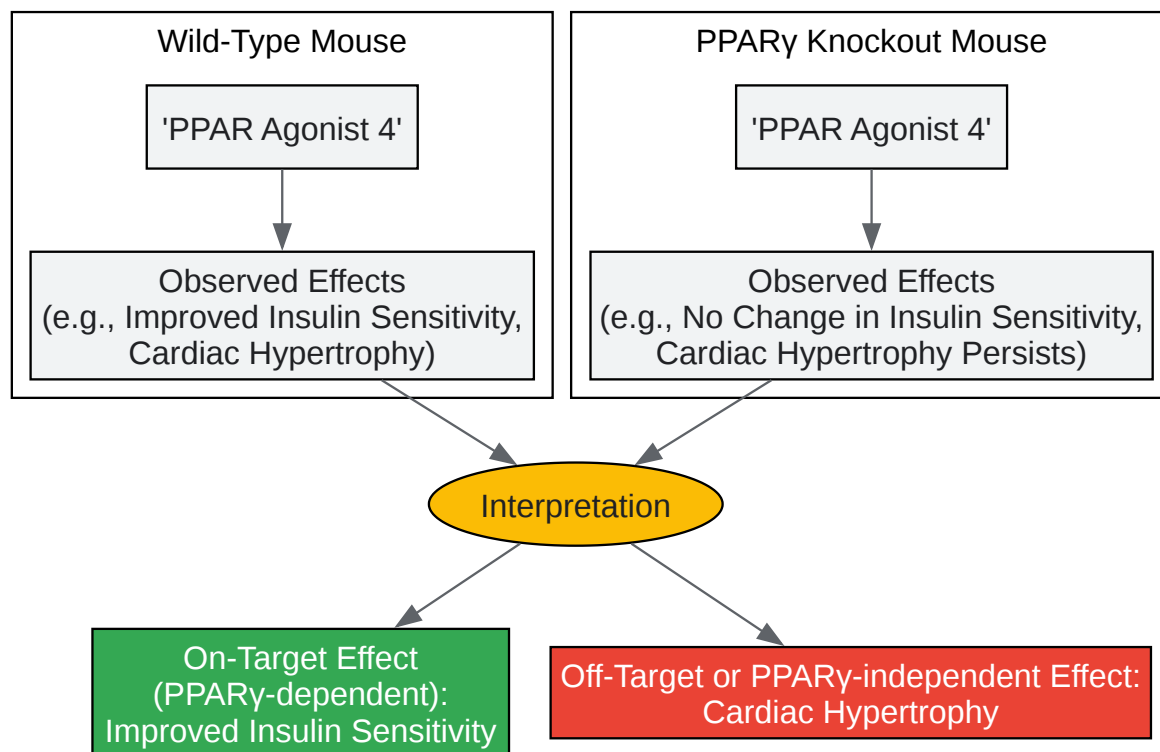 Wild-Type Mouse
'PPAR Agonist 4'
Observed Effects
(e.g., Improved Insulin Sensitivity,
Cardiac Hypertrophy)
PPARγ Knockout Mouse
'PPAR Agonist 4'
Observed Effects
(e.g., No Change in Insulin Sensitivity,
Cardiac Hypertrophy Persists)
Interpretation
On-Target Effect
(PPARγ-dependent):
Improved Insulin Sensitivity
Off-Target or PPARγ-independent Effect:
Cardiac Hypertrophy